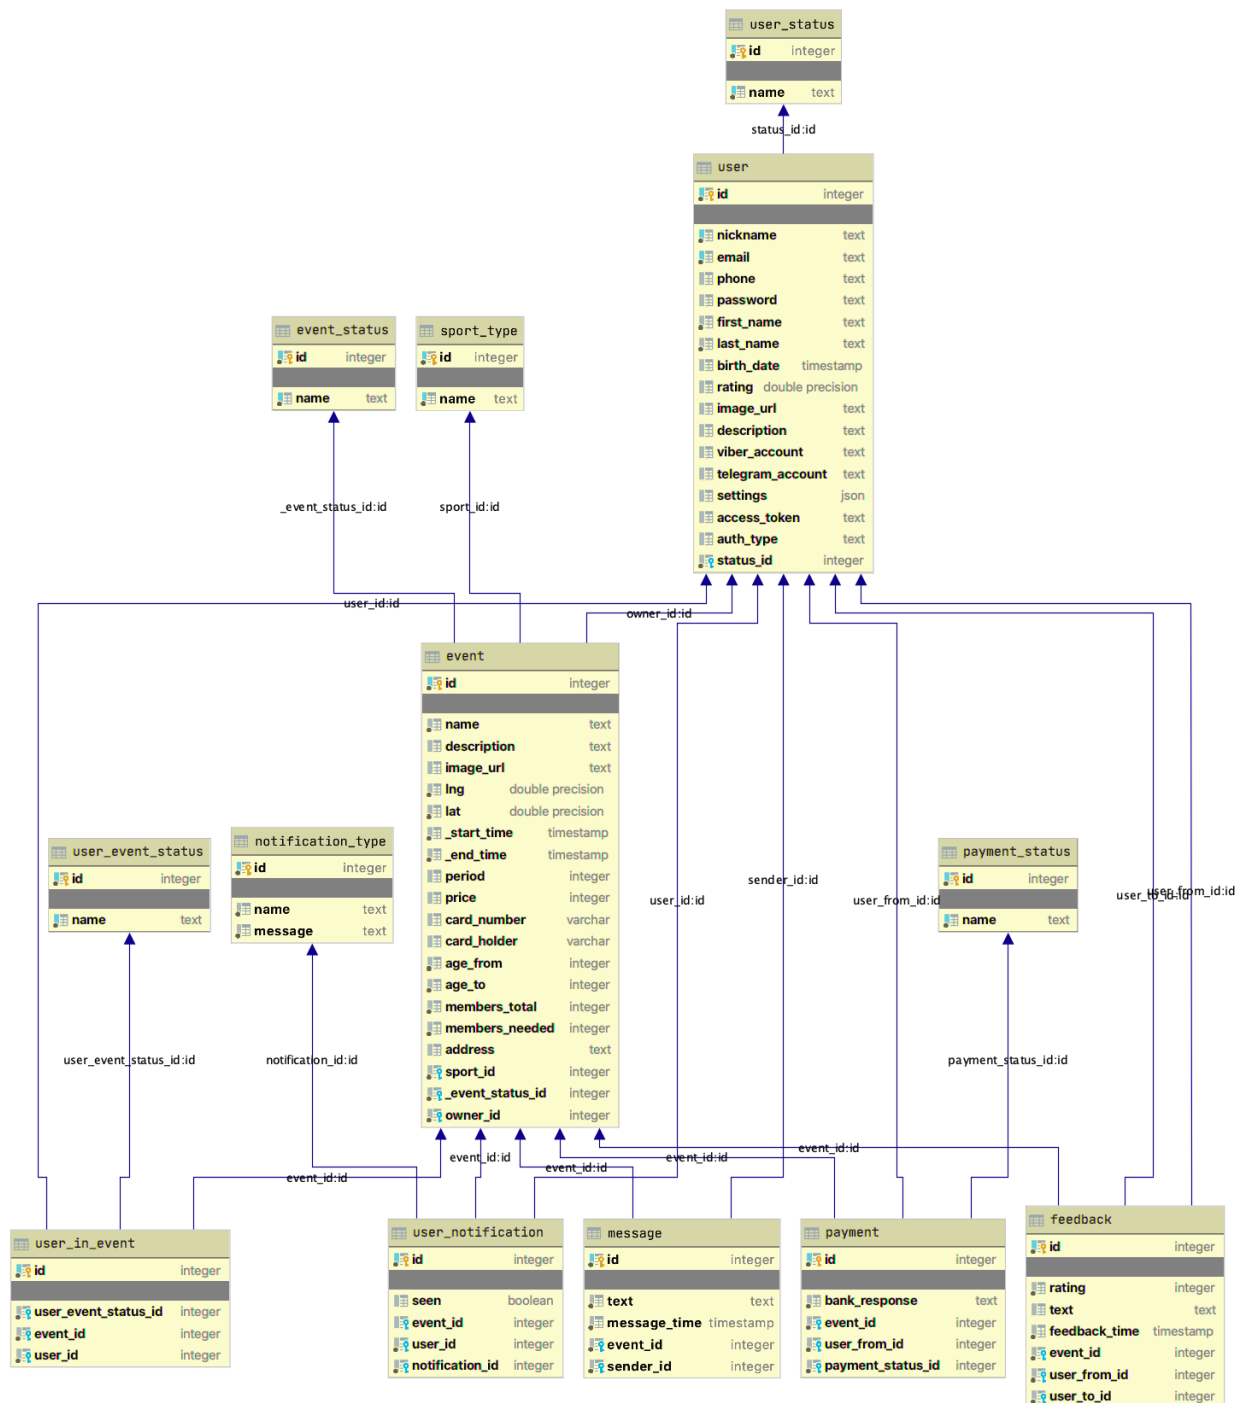 user_status
id integer
name text
status_id:id
user
id integer
nickname text
email text
phone text
password text
first_name text
last_name text
birth_date timestamp
rating double precision
image_url text
description text
viber_account text
telegram_account text
settings json
access_token text
auth_type text
status_id integer
event_status
id integer
name text
sport_type
id integer
name text
_event_status_id:id
sport_id:id
user_id:id
owner_id:id
event
id integer
name text
description text
image_url text
lng double precision
lat double precision
_start_time timestamp
_end_time timestamp
period integer
price integer
card_number varchar
card_holder varchar
age_from integer
age_to integer
members_total integer
members_needed integer
address text
sport_id integer
_event_status_id integer
owner_id integer
user_event_status
id integer
name text
notification_type
id integer
name text
message text
payment_status
id integer
name text
user_id:id
sender_id:id
user_from_id:id
user_to_id:id
user_from_id:id
user_event_status_id:id
notification_id:id
payment_status_id:id
event_id:id
event_id:id
event_id:id
event_id:id
event_id:id
user_in_event
id integer
user_event_status_id integer
event_id integer
user_id integer
user_notification
id integer
seen boolean
event_id integer
user_id integer
notification_id integer
message
id integer
text text
message_time timestamp
event_id integer
sender_id integer
payment
id integer
bank_response text
event_id integer
user_from_id integer
payment_status_id integer
feedback
id integer
rating integer
text text
feedback_time timestamp
event_id integer
user_from_id integer
user_to_id integer